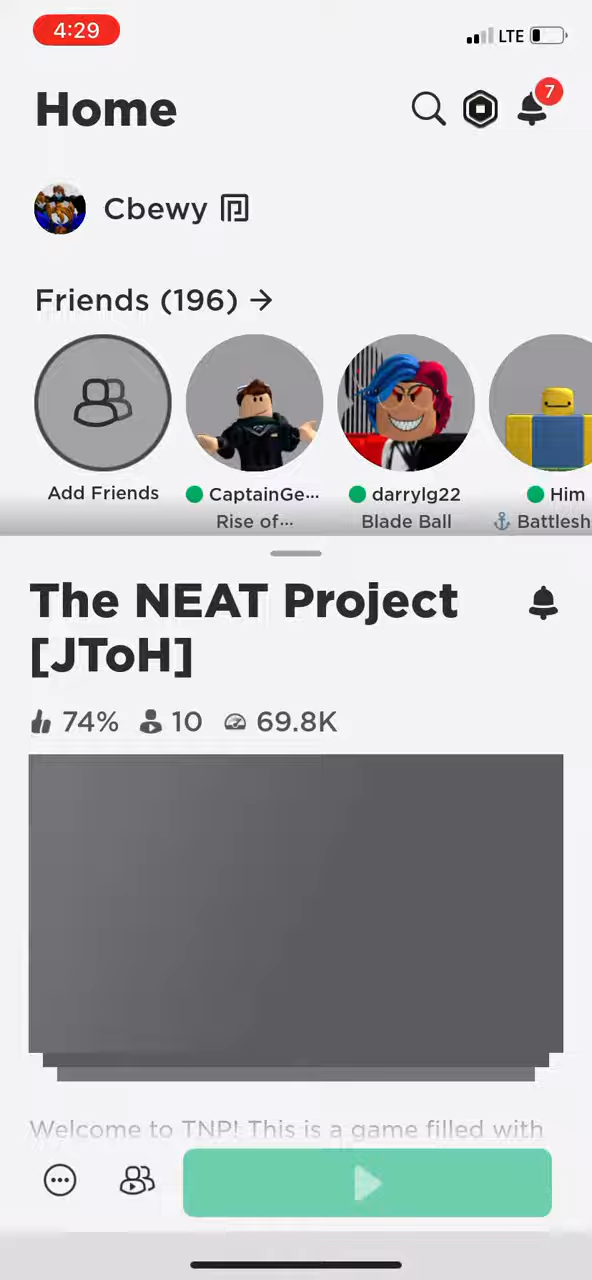 4:29
LTE
Home
7
Cbewy
Friends (196) →
Add Friends
CaptainGe...
Rise of...
darrylg22
Blade Ball
Him
Battlesh
The NEAT Project
[JToH]
74% 10 69.8K
Welcome to TNP! This is a game filled with